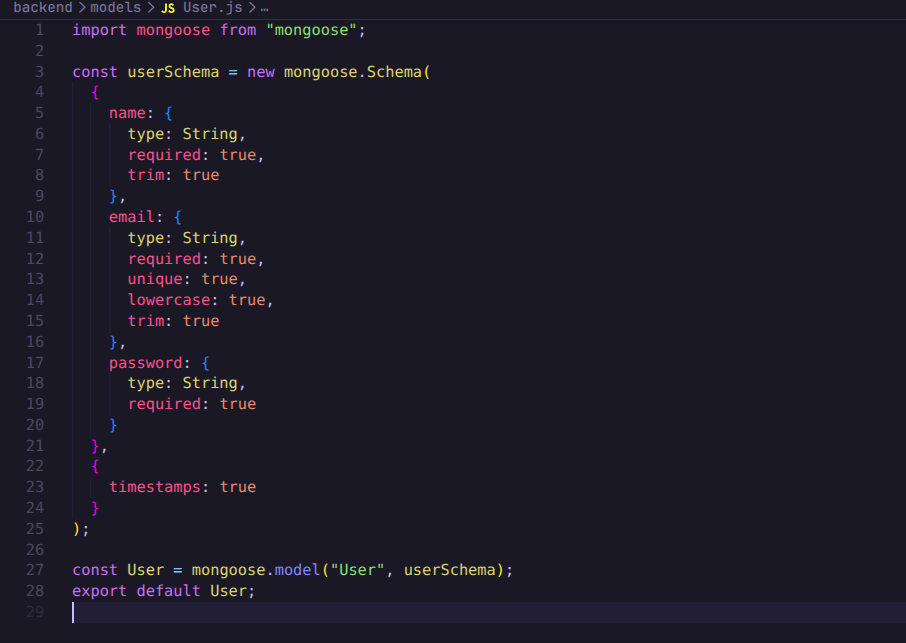 backend > models > JS User.js > …
1 import mongoose from "mongoose";
2
3 const userSchema = new mongoose.Schema(
4   {
5     name: {
6       type: String,
7       required: true,
8       trim: true
9     },
10     email: {
11       type: String,
12       required: true,
13       unique: true,
14       lowercase: true,
15       trim: true
16     },
17     password: {
18       type: String,
19       required: true
20     }
21   },
22   {
23     timestamps: true
24   }
25 );
26
27 const User = mongoose.model("User", userSchema);
28 export default User;
29